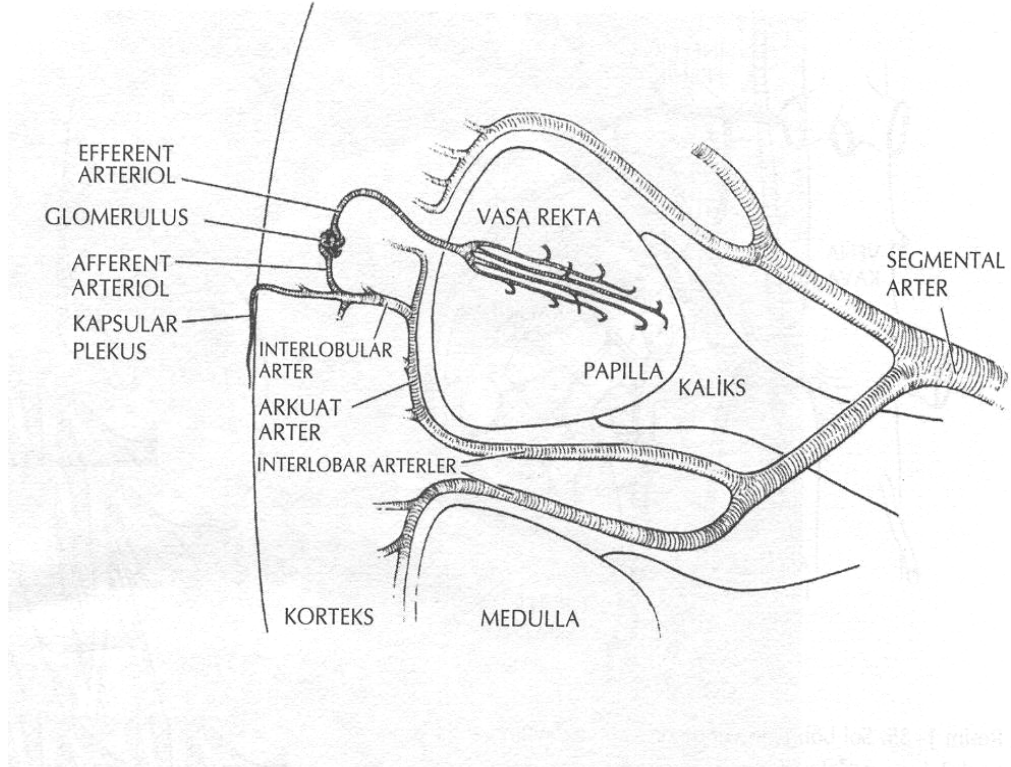 EFFERENT
ARTERIOL
GLOMERULUS
AFFERENT
ARTERIOL
KAPSULAR
PLEKUS
INTERLOBULAR
ARTER
ARKUAT
ARTER
INTERLOBAR ARTERLER
VASA REKTA
PAPILLA
KALİKS
SEGMENTAL
ARTER
KORTEKS
MEDULLA